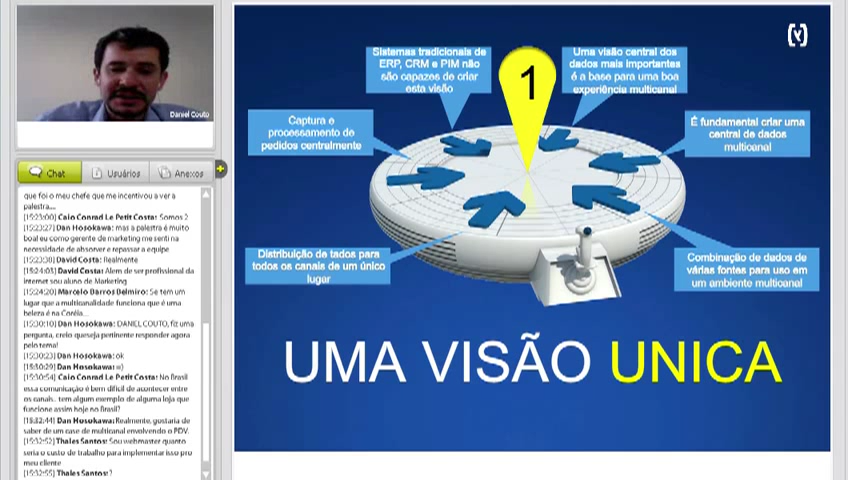 Daniel Couto
Chat
Usuários
Anexos
que foi o meu chefe que me incentivou a ver a
palestra....
[15:23:00] Caio Conrad Le Petit Costa: Somos 2
[15:23:27] Dan Hosokawa: mas a palestra é muito
boa! eu como gerente de marketing me senti na
necessidade de absorver e repassar a equipe
[15:23:30] David Costa: Realmente
[15:24:03] David Costa: Alem de ser profissional da
internet sou aluno de Marketing
[15:24:20] Marcelo Barros Delmiro: Se tem um
lugar que a multicanalidade funciona que é uma
beleza é na Coréia...
[15:30:10] Dan Hosokawa: DANIEL COUTO, fiz uma
pergunta, creio que seja pertinente responder agora
pelo tema!
[15:30:23] Dan Hosokawa: ok
[15:30:29] Dan Hosokawa: =)
[15:30:54] Caio Conrad Le Petit Costa: No Brasil
essa comunicação é bem dificil de acontecer entre
os canais.. tem algum exemplo de alguma loja que
funcione assim hoje no Brasil?
[15:32:44] Dan Hosokawa: Realmente, gostaria de
saber de um case de multicanal envolvendo o PDV.
[15:32:52] Thales Santos: Sou webmaster quanto
seria o custo de trabalho para implementar isso pro
meu cliente
[15:32:55] Thales Santos: ?
Sistemas tradicionais de
ERP, CRM e PIM não
são capazes de criar
esta visão
1
Uma visão central dos
dados mais importantes
é a base para uma boa
experiência multicanal
Captura e
processamento de
pedidos centralmente
É fundamental criar uma
central de dados
multicanal
Distribuição de tados para
todos os canais de um único
lugar
Combinação de dados de
várias fontes para uso em
um ambiente multicanal
UMA VISÃO UNICA